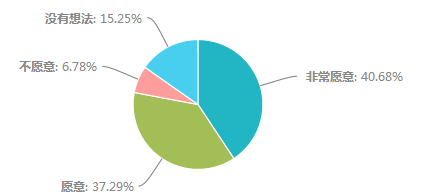 没有想法: 15.25%
不愿意: 6.78%
非常愿意: 40.68%
愿意: 37.29%